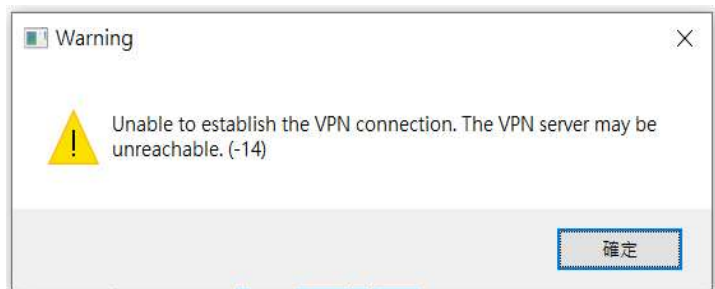 Warning
Unable to establish the VPN connection. The VPN server may be
unreachable. (-14)
確定